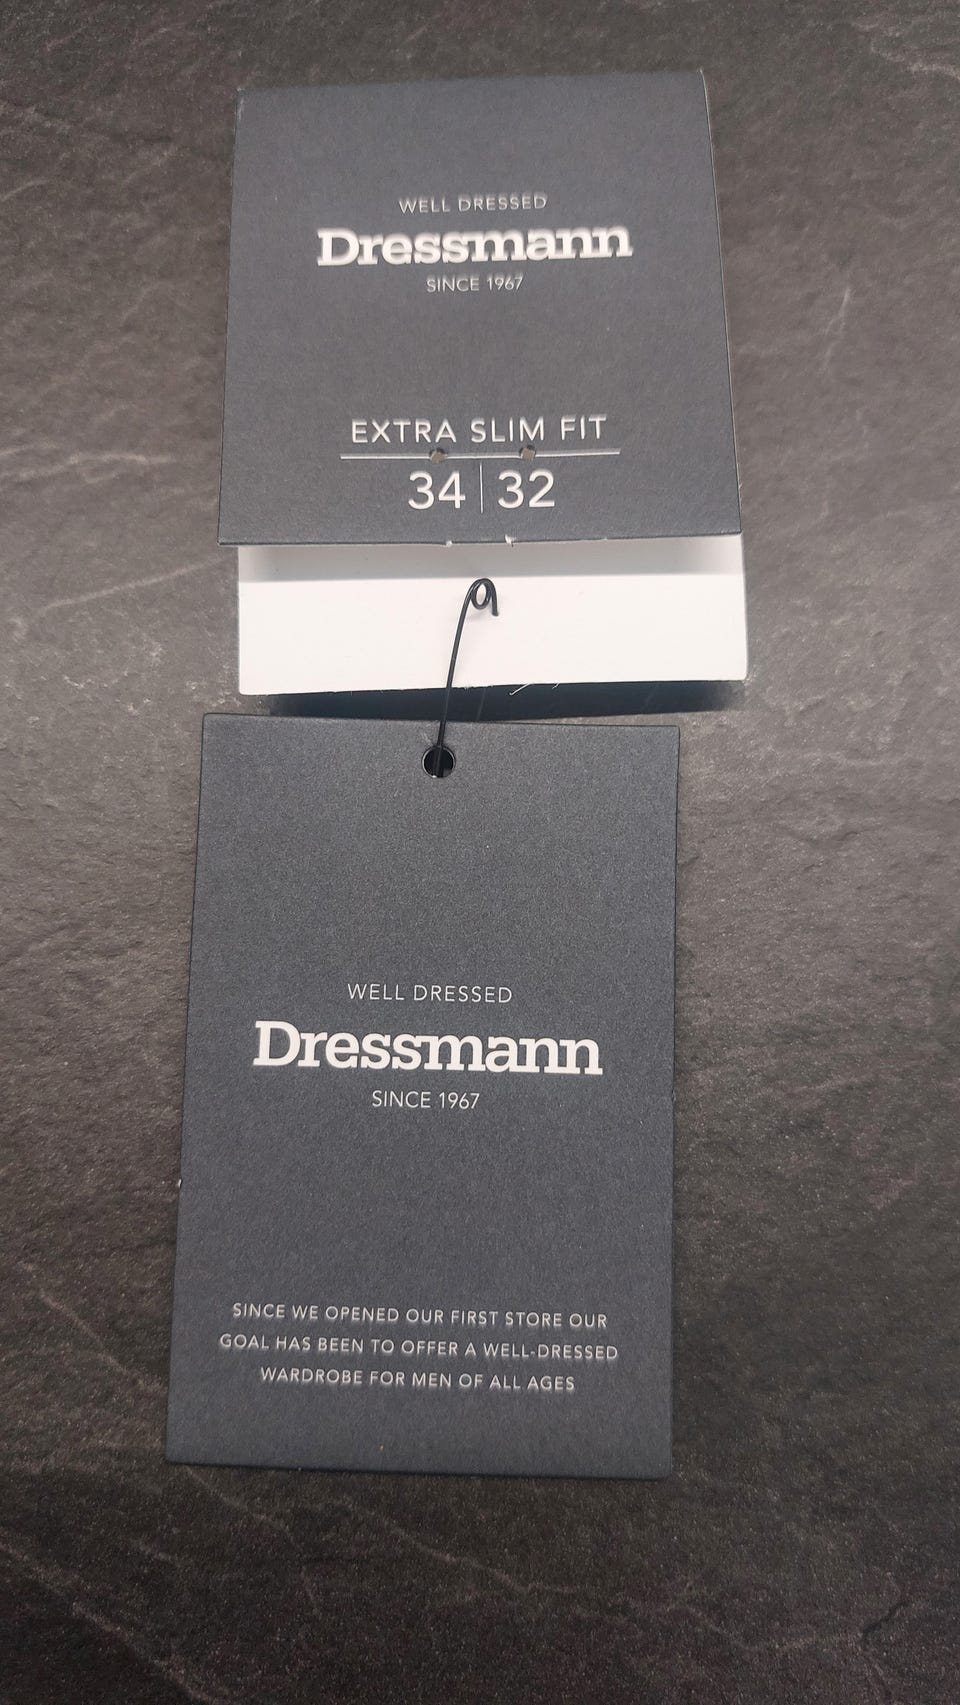 WELL DRESSED
Dressmann
SINCE 1967
EXTRA SLIM FIT
34 | 32
WELL DRESSED
Dressmann
SINCE 1967
SINCE WE OPENED OUR FIRST STORE OUR
GOAL HAS BEEN TO OFFER A WELL-DRESSED
WARDROBE FOR MEN OF ALL AGES